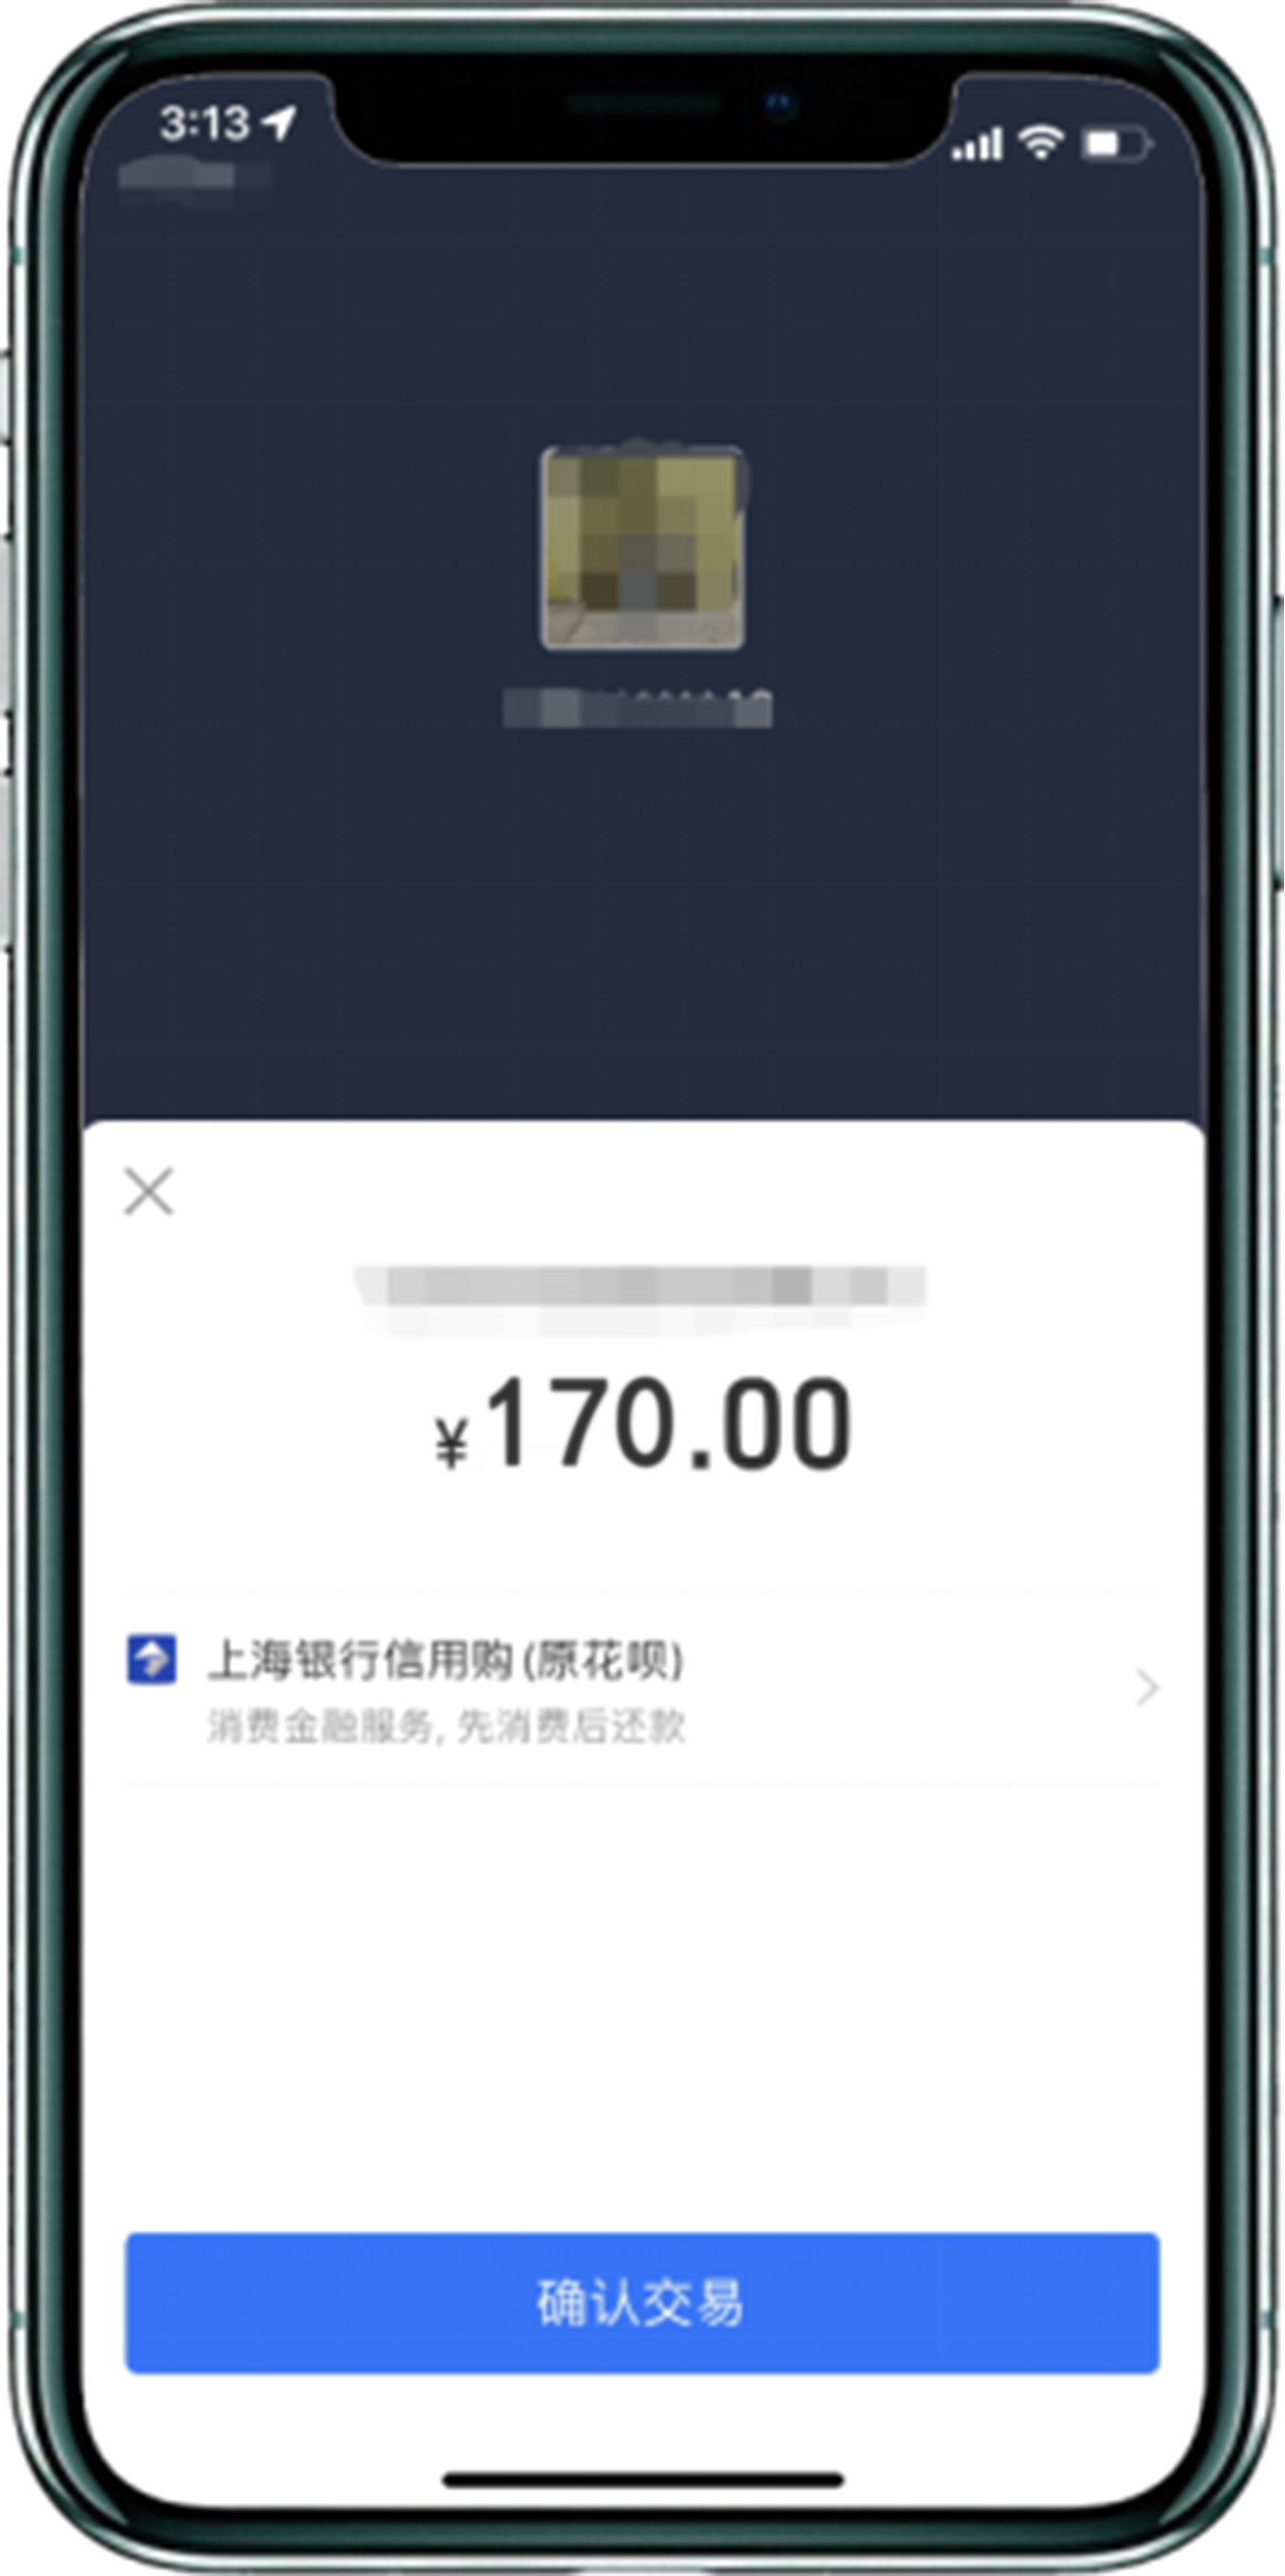 3:13
¥170.00
上海银行信用购(原花呗)
消费金融服务, 先消费后还款
确认交易